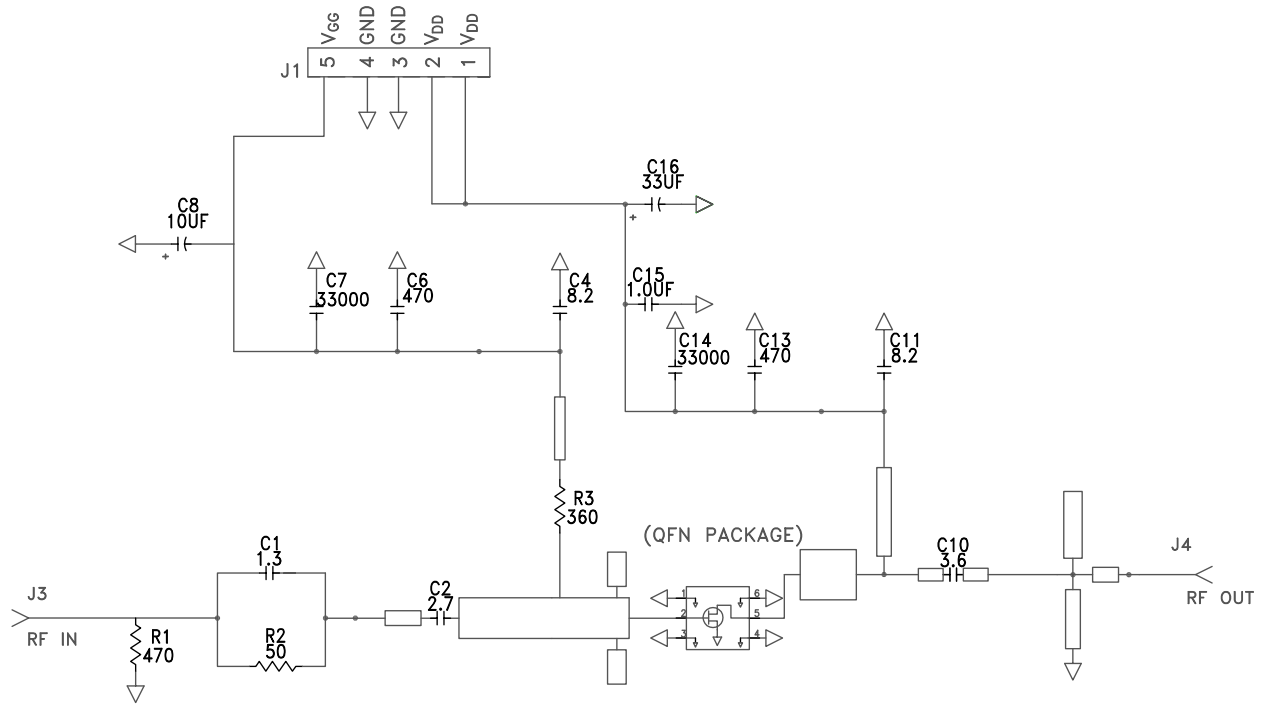 VGG GND GND VDD VDD
J1 5 4 3 2 1
C16
33UF
+
C8
10UF
+
C7
33000
C6
470
C4
8.2
C15
1.0UF
C14
33000
C13
470
C11
8.2
R3
360
(QFN PACKAGE)
C1
1.3
C10
3.6
J4
RF OUT
J3
RF IN
C2
2.7
R1
470
R2
50
1 6
2 5
3 4